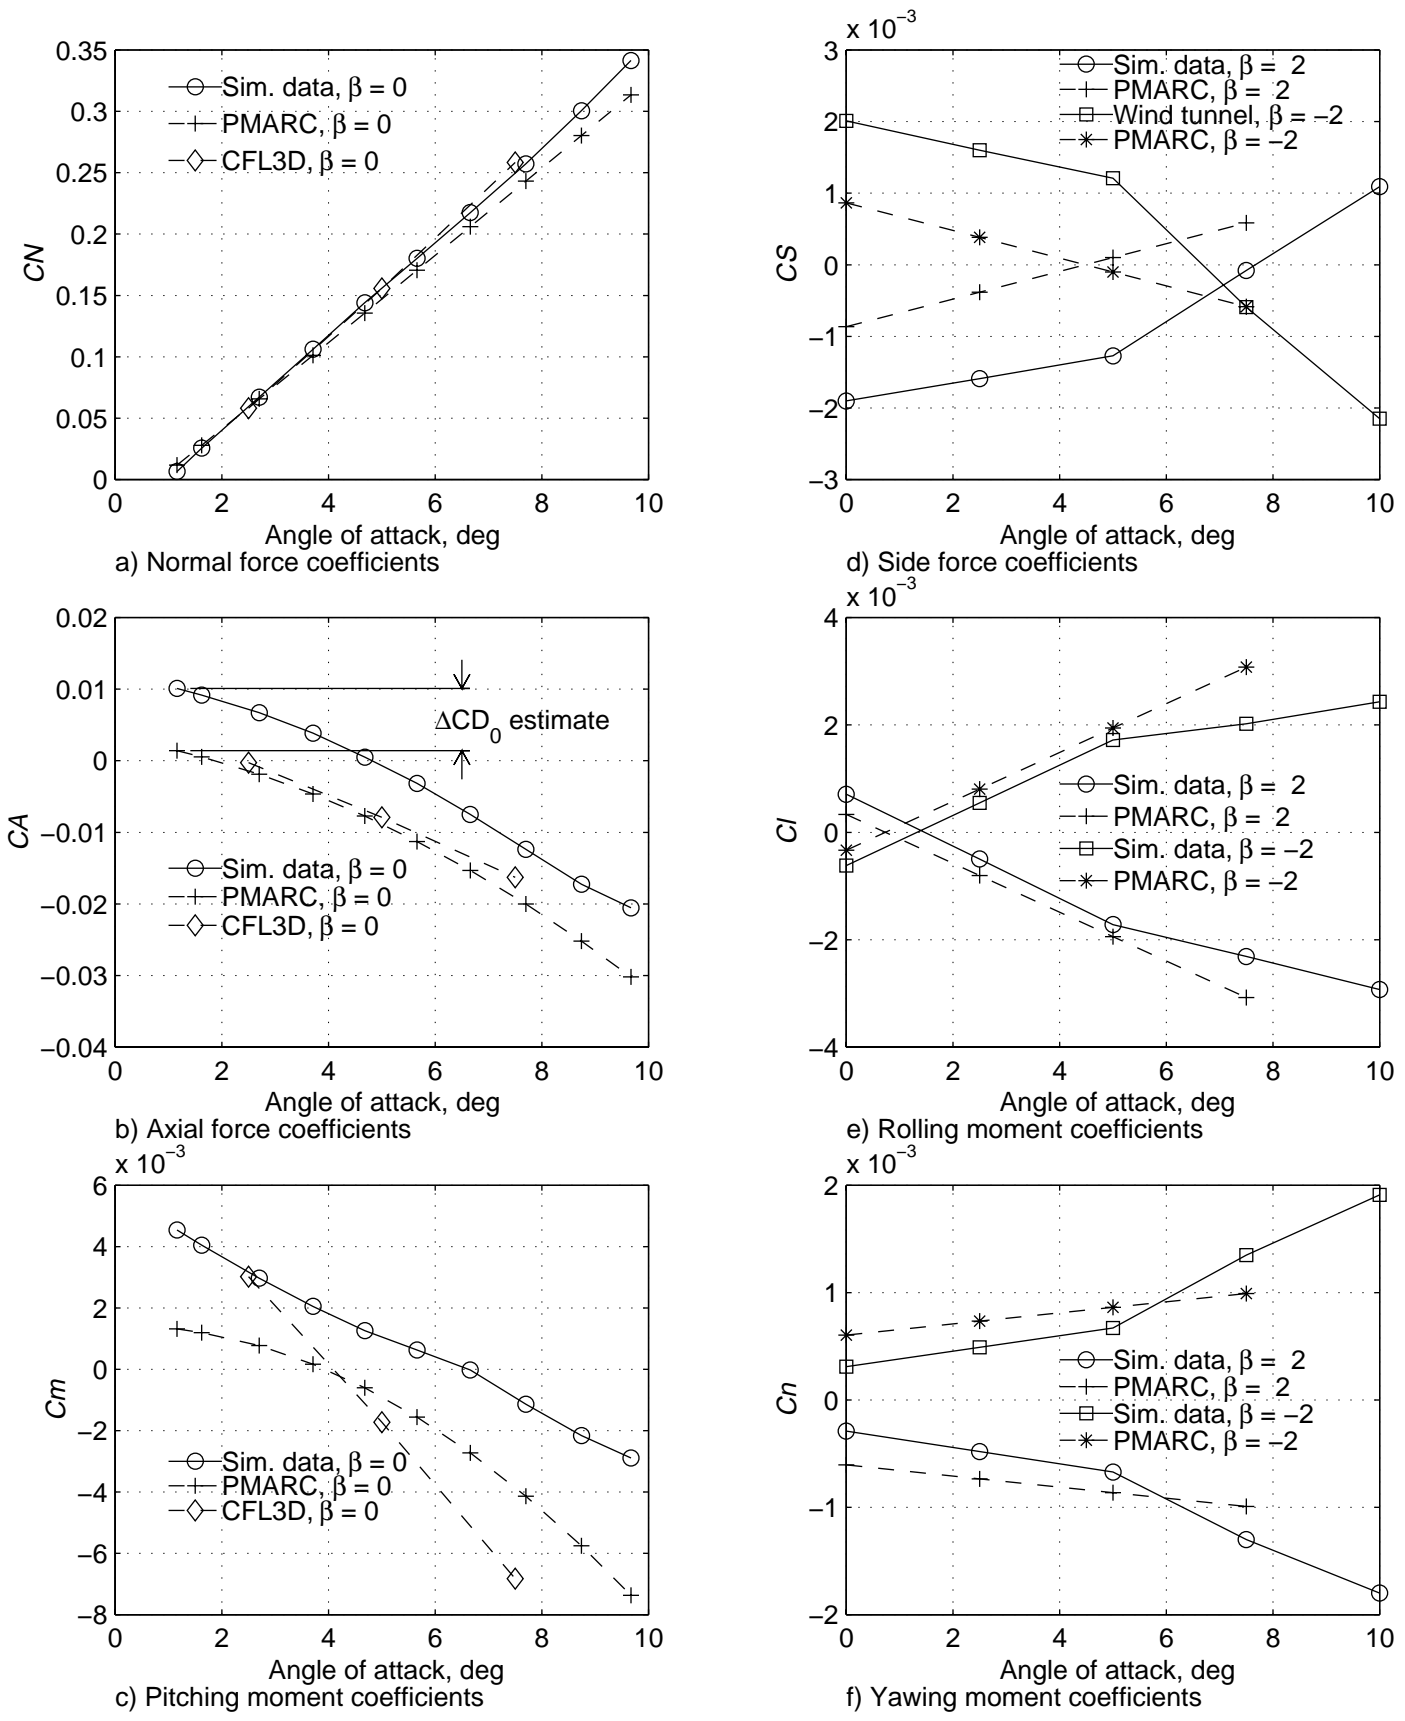 0.35
0.3
0.25
0.2
0.15
0.1
0.05
0
CN
Sim. data, β = 0
PMARC, β = 0
CFL3D, β = 0
0 2 4 6 8 10
Angle of attack, deg
a) Normal force coefficients
0.02
0.01
0
−0.01
−0.02
−0.03
−0.04
CA
ΔCD0 estimate
Sim. data, β = 0
PMARC, β = 0
CFL3D, β = 0
0 2 4 6 8 10
Angle of attack, deg
b) Axial force coefficients
x 10−3
6
4
2
0
−2
−4
−6
−8
Cm
Sim. data, β = 0
PMARC, β = 0
CFL3D, β = 0
0 2 4 6 8 10
Angle of attack, deg
c) Pitching moment coefficients
x 10−3
3
2
1
0
−1
−2
−3
CS
Sim. data, β = 2
PMARC, β = 2
Wind tunnel, β = −2
PMARC, β = −2
0 2 4 6 8 10
Angle of attack, deg
d) Side force coefficients
x 10−3
4
2
0
−2
−4
Cl
Sim. data, β = 2
PMARC, β = 2
Sim. data, β = −2
PMARC, β = −2
0 2 4 6 8 10
Angle of attack, deg
e) Rolling moment coefficients
x 10−3
2
1
0
−1
−2
Cn
Sim. data, β = 2
PMARC, β = 2
Sim. data, β = −2
PMARC, β = −2
0 2 4 6 8 10
Angle of attack, deg
f) Yawing moment coefficients